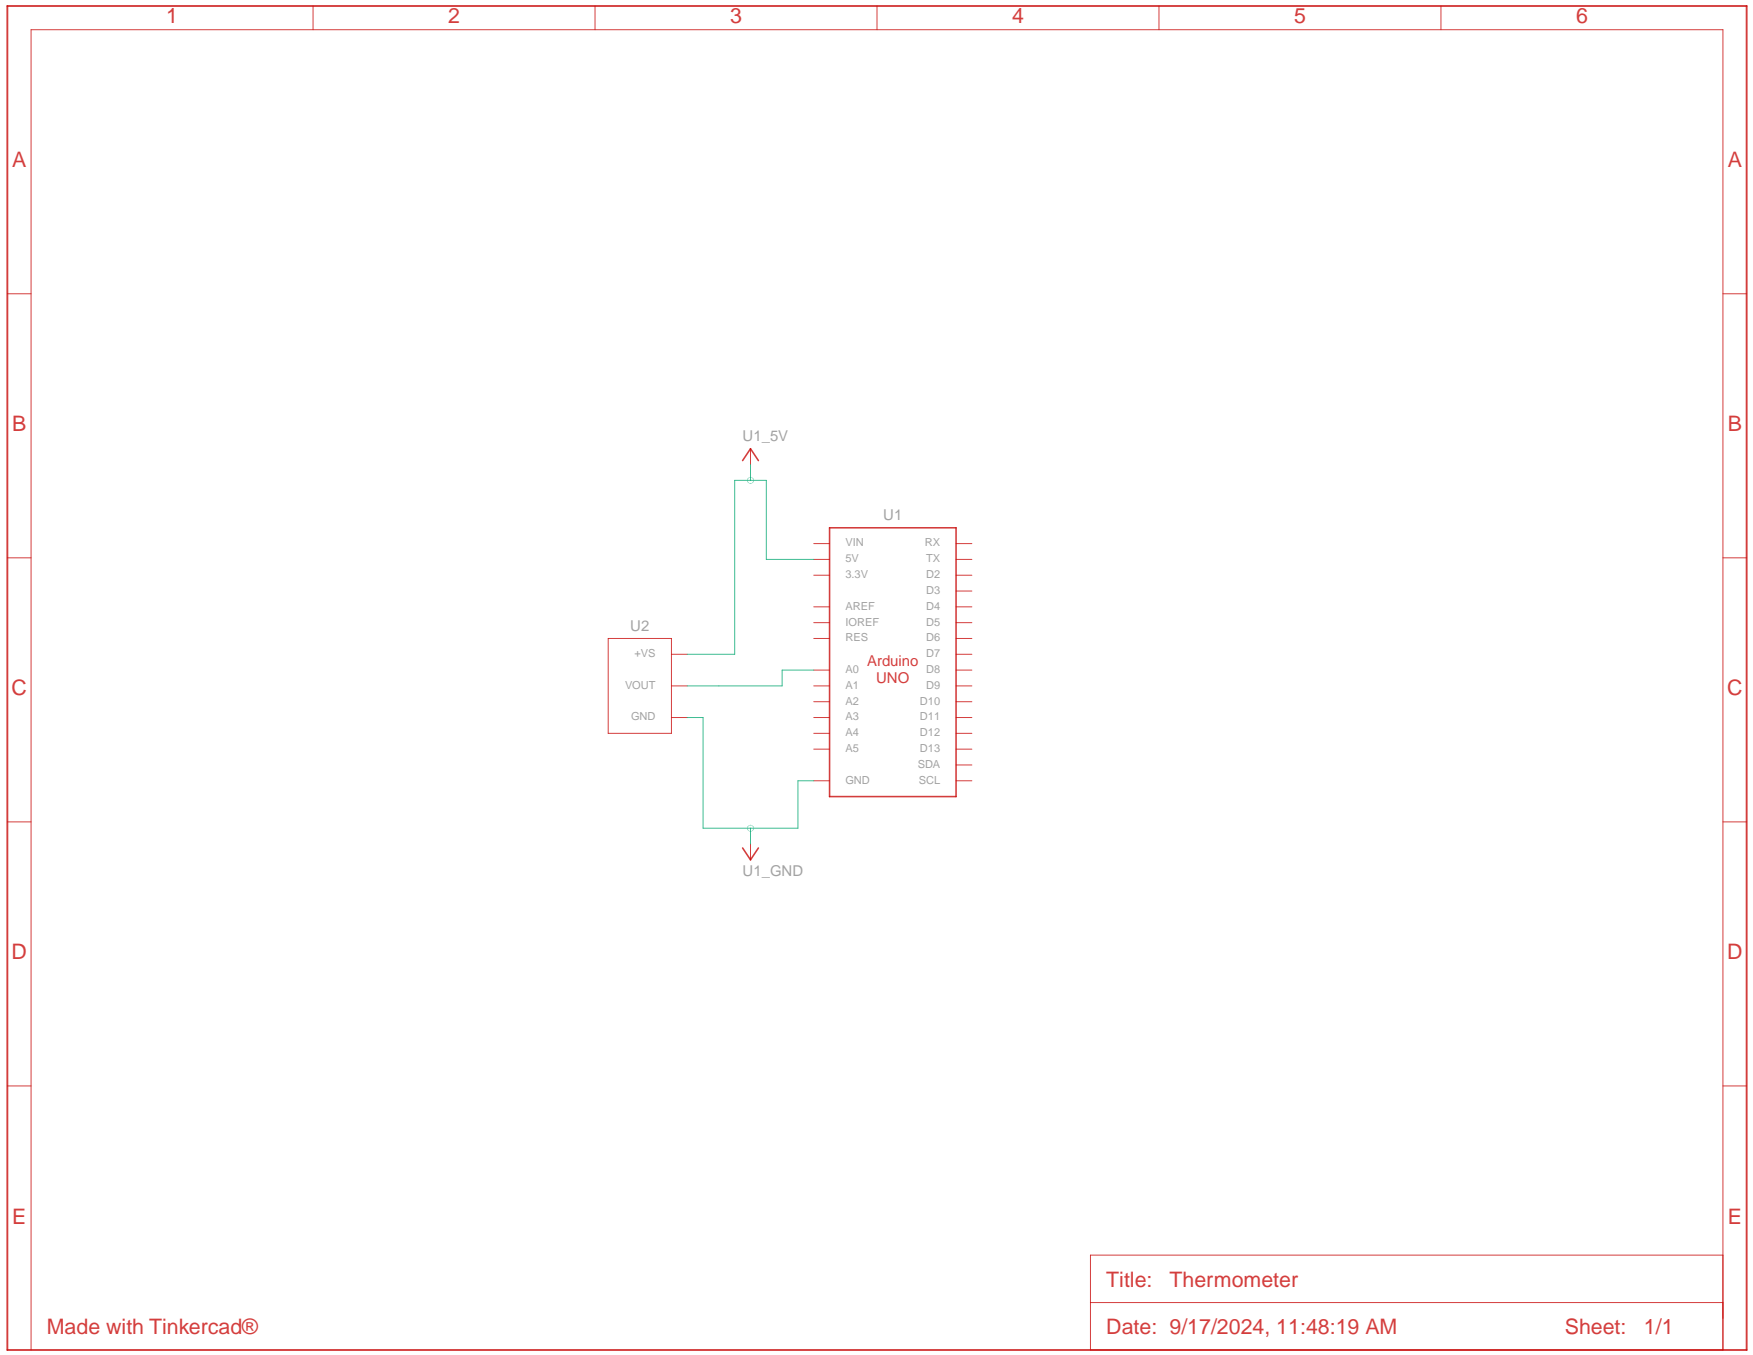 1 2 3 4 5 6
A A
B B
U1_5V
U1
VIN RX
5V TX
3.3V D2
D3
AREF D4
IOREF D5
RES D6
D7
U2
+VS
VOUT
GND
Arduino
UNO
A0 D8
A1 D9
A2 D10
A3 D11
A4 D12
A5 D13
SDA
GND SCL
C C
U1_GND
D D
E E
Title: Thermometer
Made with Tinkercad®
Date: 9/17/2024, 11:48:19 AM Sheet: 1/1